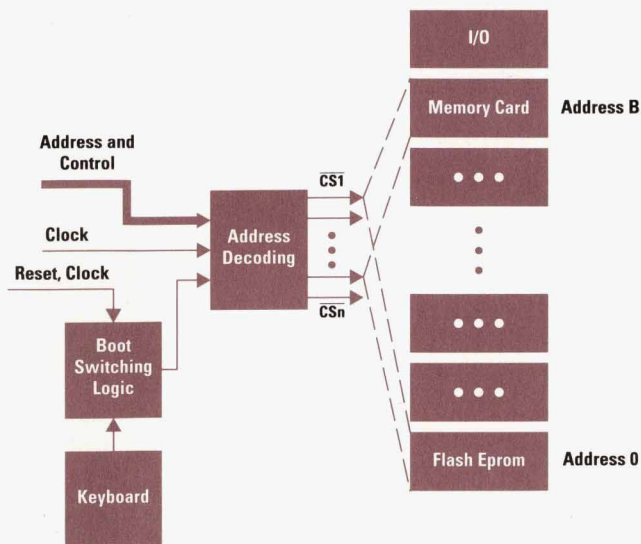 I/O
Memory Card
Address B
Address and
Control
CS1
• • •
Clock
Address
Decoding
Reset, Clock
CSn
• • •
Boot
Switching
Logic
• • •
Flash Eprom
Address 0
Keyboard